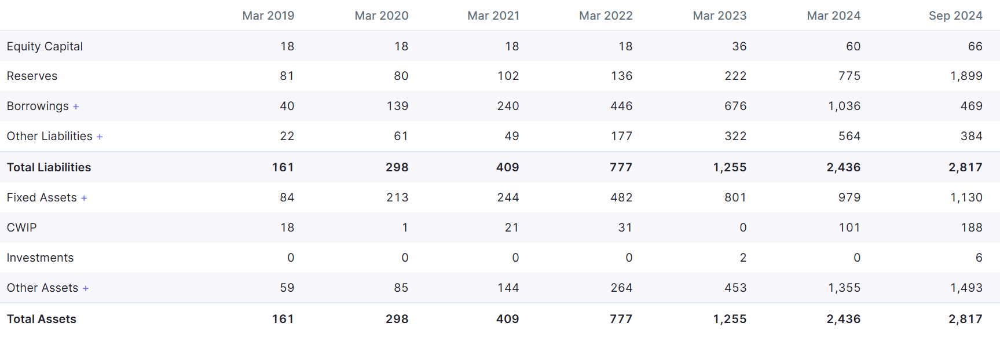 Mar 2019 Mar 2020 Mar 2021 Mar 2022 Mar 2023 Mar 2024 Sep 2024
Equity Capital 18 18 18 18 36 60 66
Reserves 81 80 102 136 222 775 1,899
Borrowings + 40 139 240 446 676 1,036 469
Other Liabilities + 22 61 49 177 322 564 384
Total Liabilities 161 298 409 777 1,255 2,436 2,817
Fixed Assets + 84 213 244 482 801 979 1,130
CWIP 18 1 21 31 0 101 188
Investments 0 0 0 0 2 0 6
Other Assets + 59 85 144 264 453 1,355 1,493
Total Assets 161 298 409 777 1,255 2,436 2,817